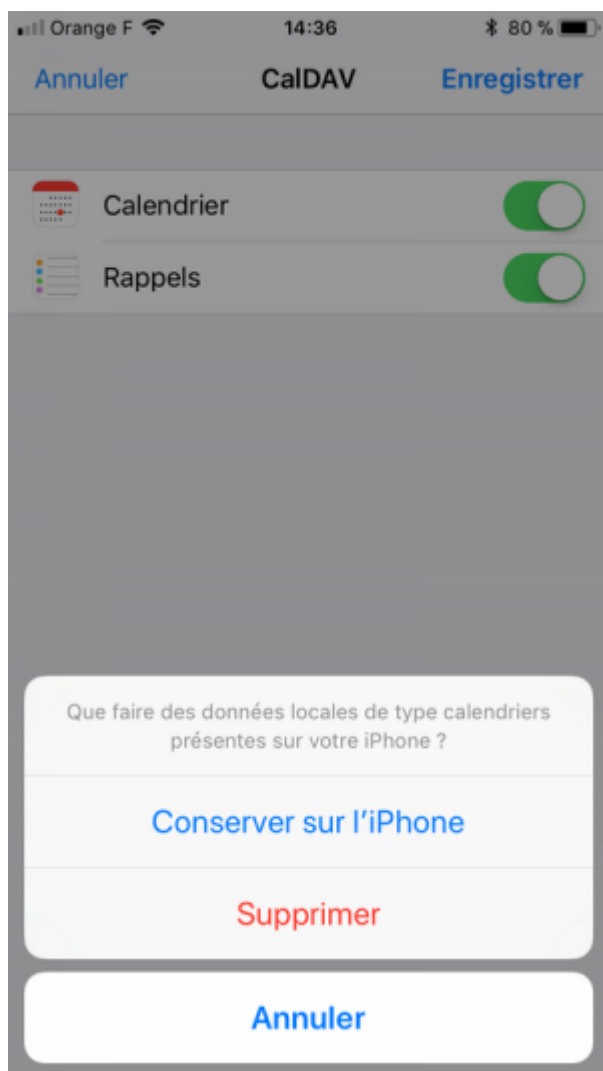 Orange F 14:36 80 %
Annuler CalDAV Enregistrer
Calendrier
Rappels
Que faire des données locales de type calendriers
présentes sur votre iPhone ?
Conserver sur l’iPhone
Supprimer
Annuler